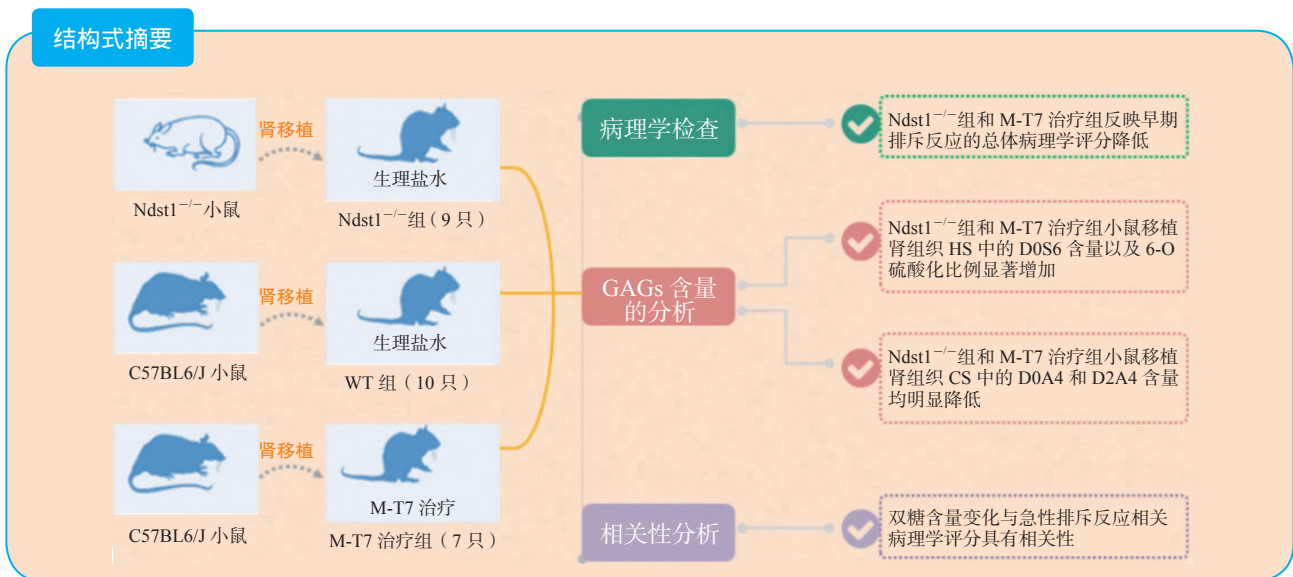 结构式摘要
肾移植
生理盐水
Ndst1−/−小鼠
Ndst1−/−组（9 只）
肾移植
生理盐水
C57BL6/J 小鼠
WT 组（10 只）
肾移植
M-T7 治疗
C57BL6/J 小鼠
M-T7 治疗组（7 只）
病理学检查
Ndst1−/−组和 M-T7 治疗组反映早期
排斥反应的总体病理学评分降低
GAGs 含量
的分析
Ndst1−/−组和 M-T7 治疗组小鼠移植
肾组织 HS 中的 D0S6 含量以及 6-O
硫酸化比例显著增加
Ndst1−/−组和 M-T7 治疗组小鼠移植
肾组织 CS 中的 D0A4 和 D2A4 含量
均明显降低
相关性分析
双糖含量变化与急性排斥反应相关
病理学评分具有相关性